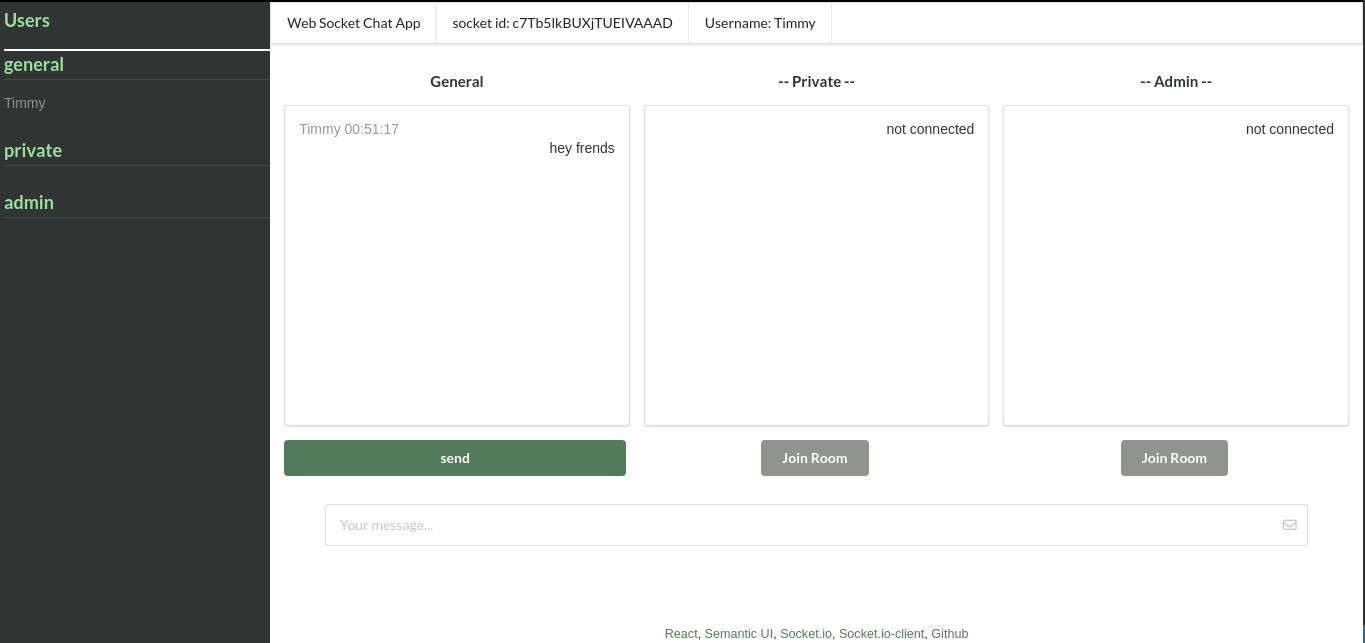 Users
general
Timmy
private
admin
Web Socket Chat App
socket id: c7Tb5lkBUXjTUEIVAAAD
Username: Timmy
General
Timmy 00:51:17
hey frends
send
-- Private --
not connected
Join Room
-- Admin --
not connected
Join Room
Your message...
React, Semantic UI, Socket.io, Socket.io-client, Github